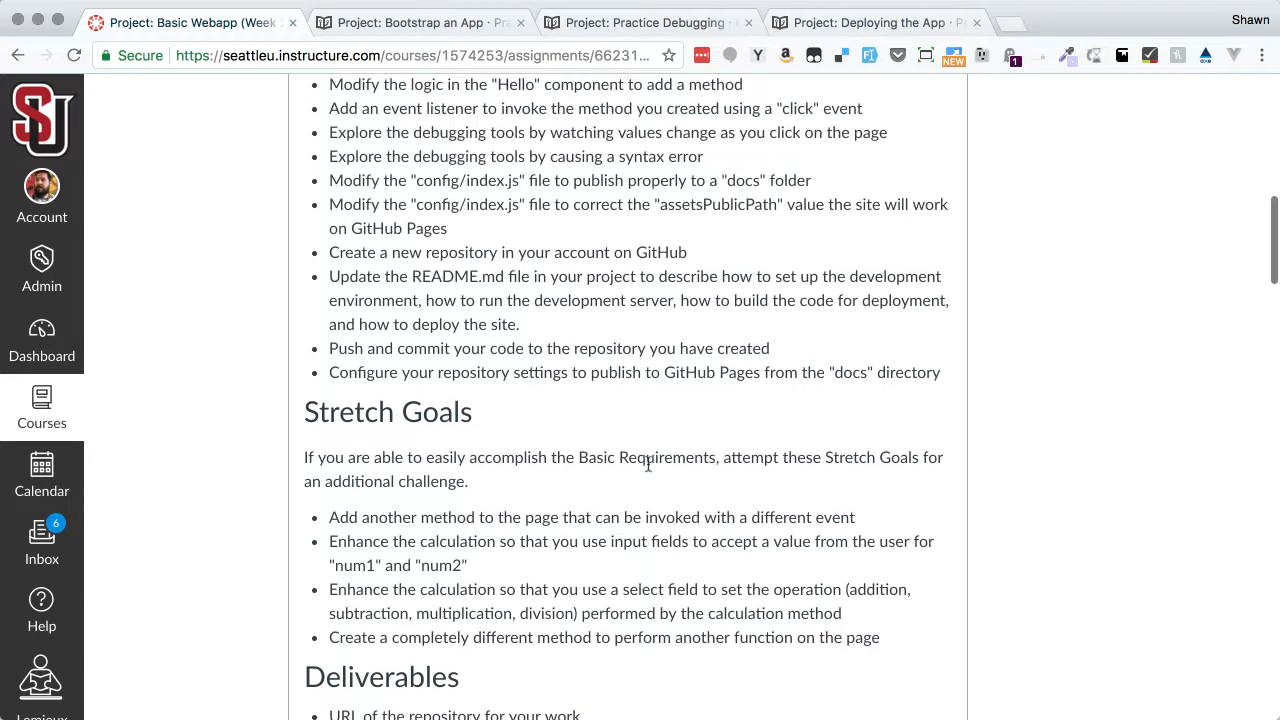 Project: Basic Webapp (Week
Project: Bootstrap an App · Pra
Project: Practice Debugging ·
Project: Deploying the App · P
Shawn
Secure
https://seattleu.instructure.com/courses/1574253/assignments/66231...
NEW
1
SU
Account
Admin
Dashboard
Courses
Calendar
6
Inbox
Help
Modify the logic in the "Hello" component to add a method
Add an event listener to invoke the method you created using a "click" event
Explore the debugging tools by watching values change as you click on the page
Explore the debugging tools by causing a syntax error
Modify the "config/index.js" file to publish properly to a "docs" folder
Modify the "config/index.js" file to correct the "assetsPublicPath" value the site will work
on GitHub Pages
Create a new repository in your account on GitHub
Update the README.md file in your project to describe how to set up the development
environment, how to run the development server, how to build the code for deployment,
and how to deploy the site.
Push and commit your code to the repository you have created
Configure your repository settings to publish to GitHub Pages from the "docs" directory
Stretch Goals
If you are able to easily accomplish the Basic Requirements, attempt these Stretch Goals for
an additional challenge.
Add another method to the page that can be invoked with a different event
Enhance the calculation so that you use input fields to accept a value from the user for
"num1" and "num2"
Enhance the calculation so that you use a select field to set the operation (addition,
subtraction, multiplication, division) performed by the calculation method
Create a completely different method to perform another function on the page
Deliverables
URL of the repository for your work